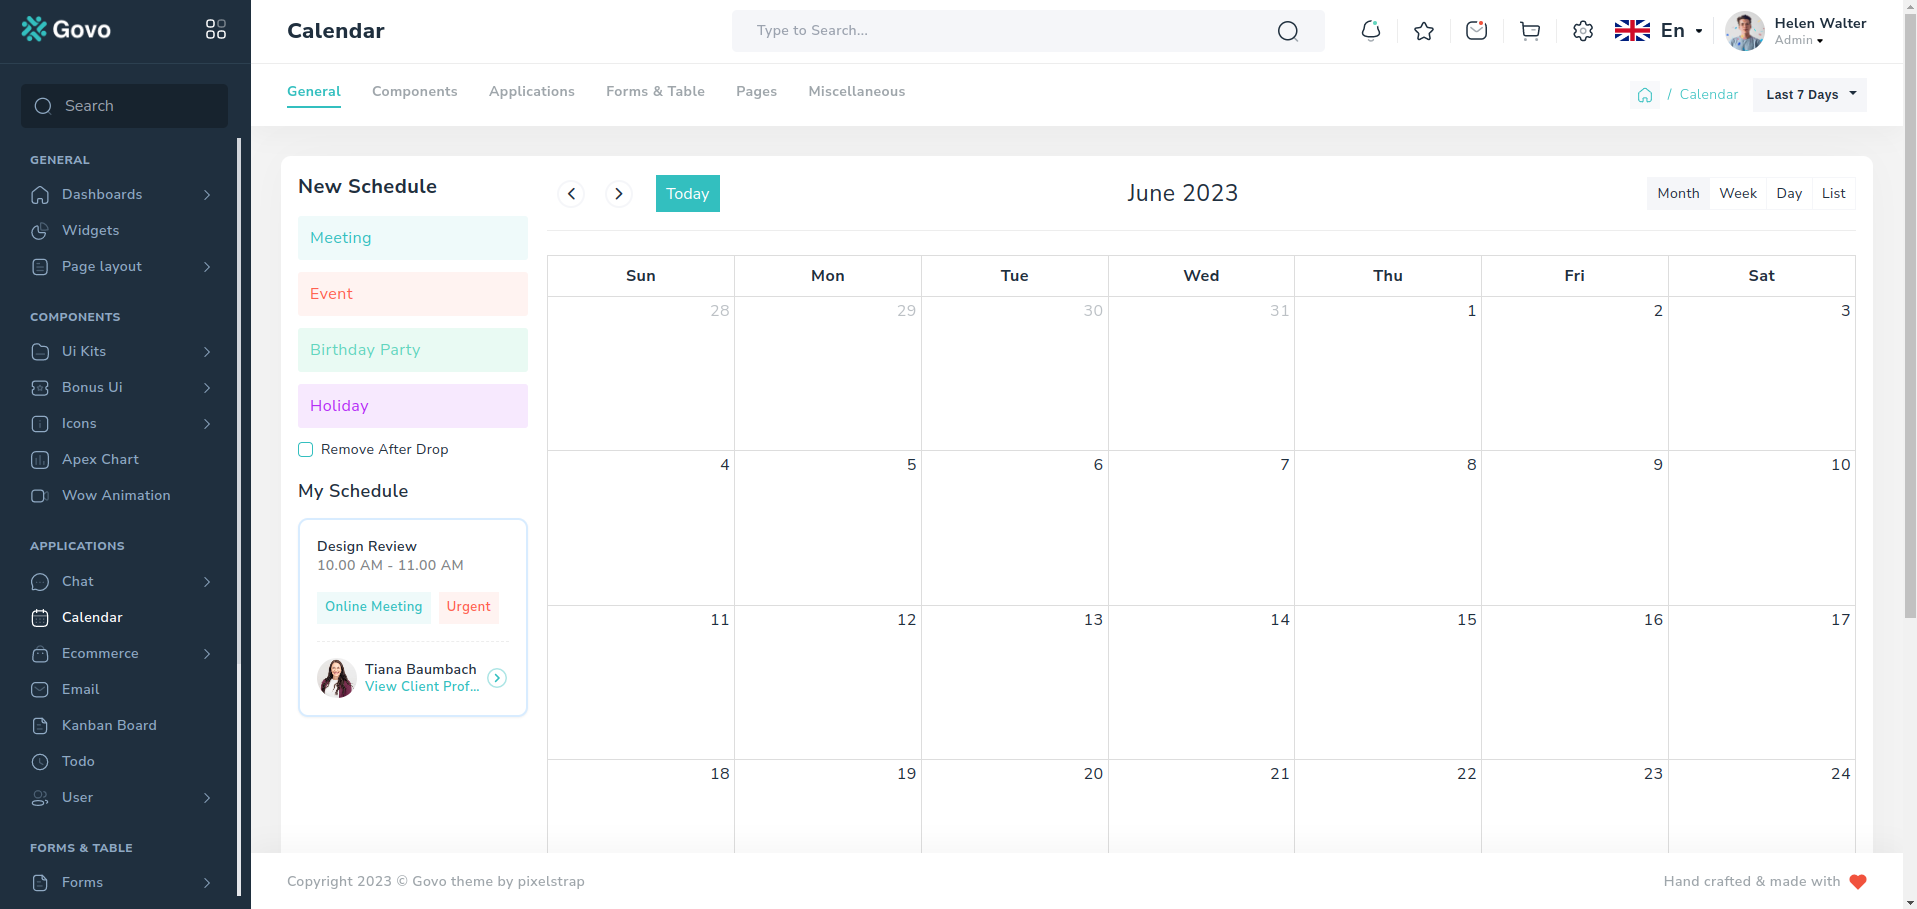 Govo
Search
GENERAL
Dashboards
Widgets
Page layout
COMPONENTS
Ui Kits
Bonus Ui
Icons
Apex Chart
Wow Animation
APPLICATIONS
Chat
Calendar
Ecommerce
Email
Kanban Board
Todo
User
FORMS & TABLE
Forms
Calendar
Type to Search...
En
Helen Walter
Admin
General Components Applications Forms & Table Pages Miscellaneous
/ Calendar
Last 7 Days
New Schedule
Meeting
Event
Birthday Party
Holiday
Remove After Drop
My Schedule
Design Review
10.00 AM - 11.00 AM
Online Meeting Urgent
Tiana Baumbach
View Client Prof...
Today
June 2023
Month Week Day List
Sun Mon Tue Wed Thu Fri Sat
28 29 30 31 1 2 3
4 5 6 7 8 9 10
11 12 13 14 15 16 17
18 19 20 21 22 23 24
Copyright 2023 © Govo theme by pixelstrap
Hand crafted & made with